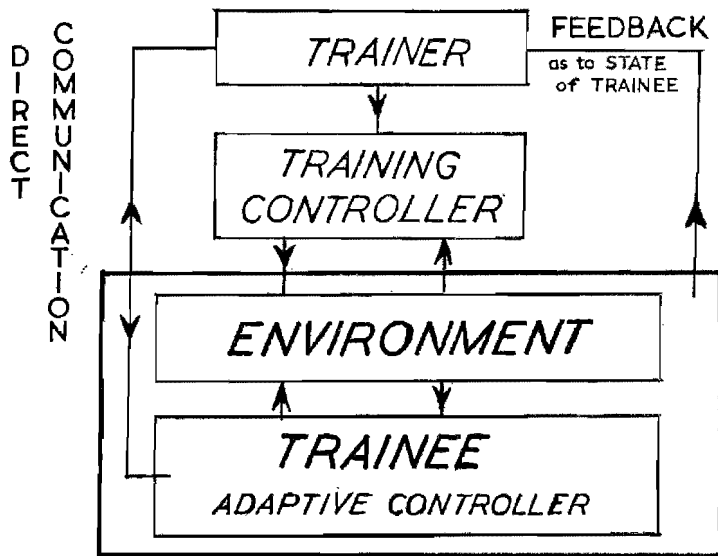 DIRECT
COMMUNICATION
TRAINER
FEEDBACK
as to STATE
of TRAINEE
TRAINING
CONTROLLER
ENVIRONMENT
TRAINEE
ADAPTIVE CONTROLLER